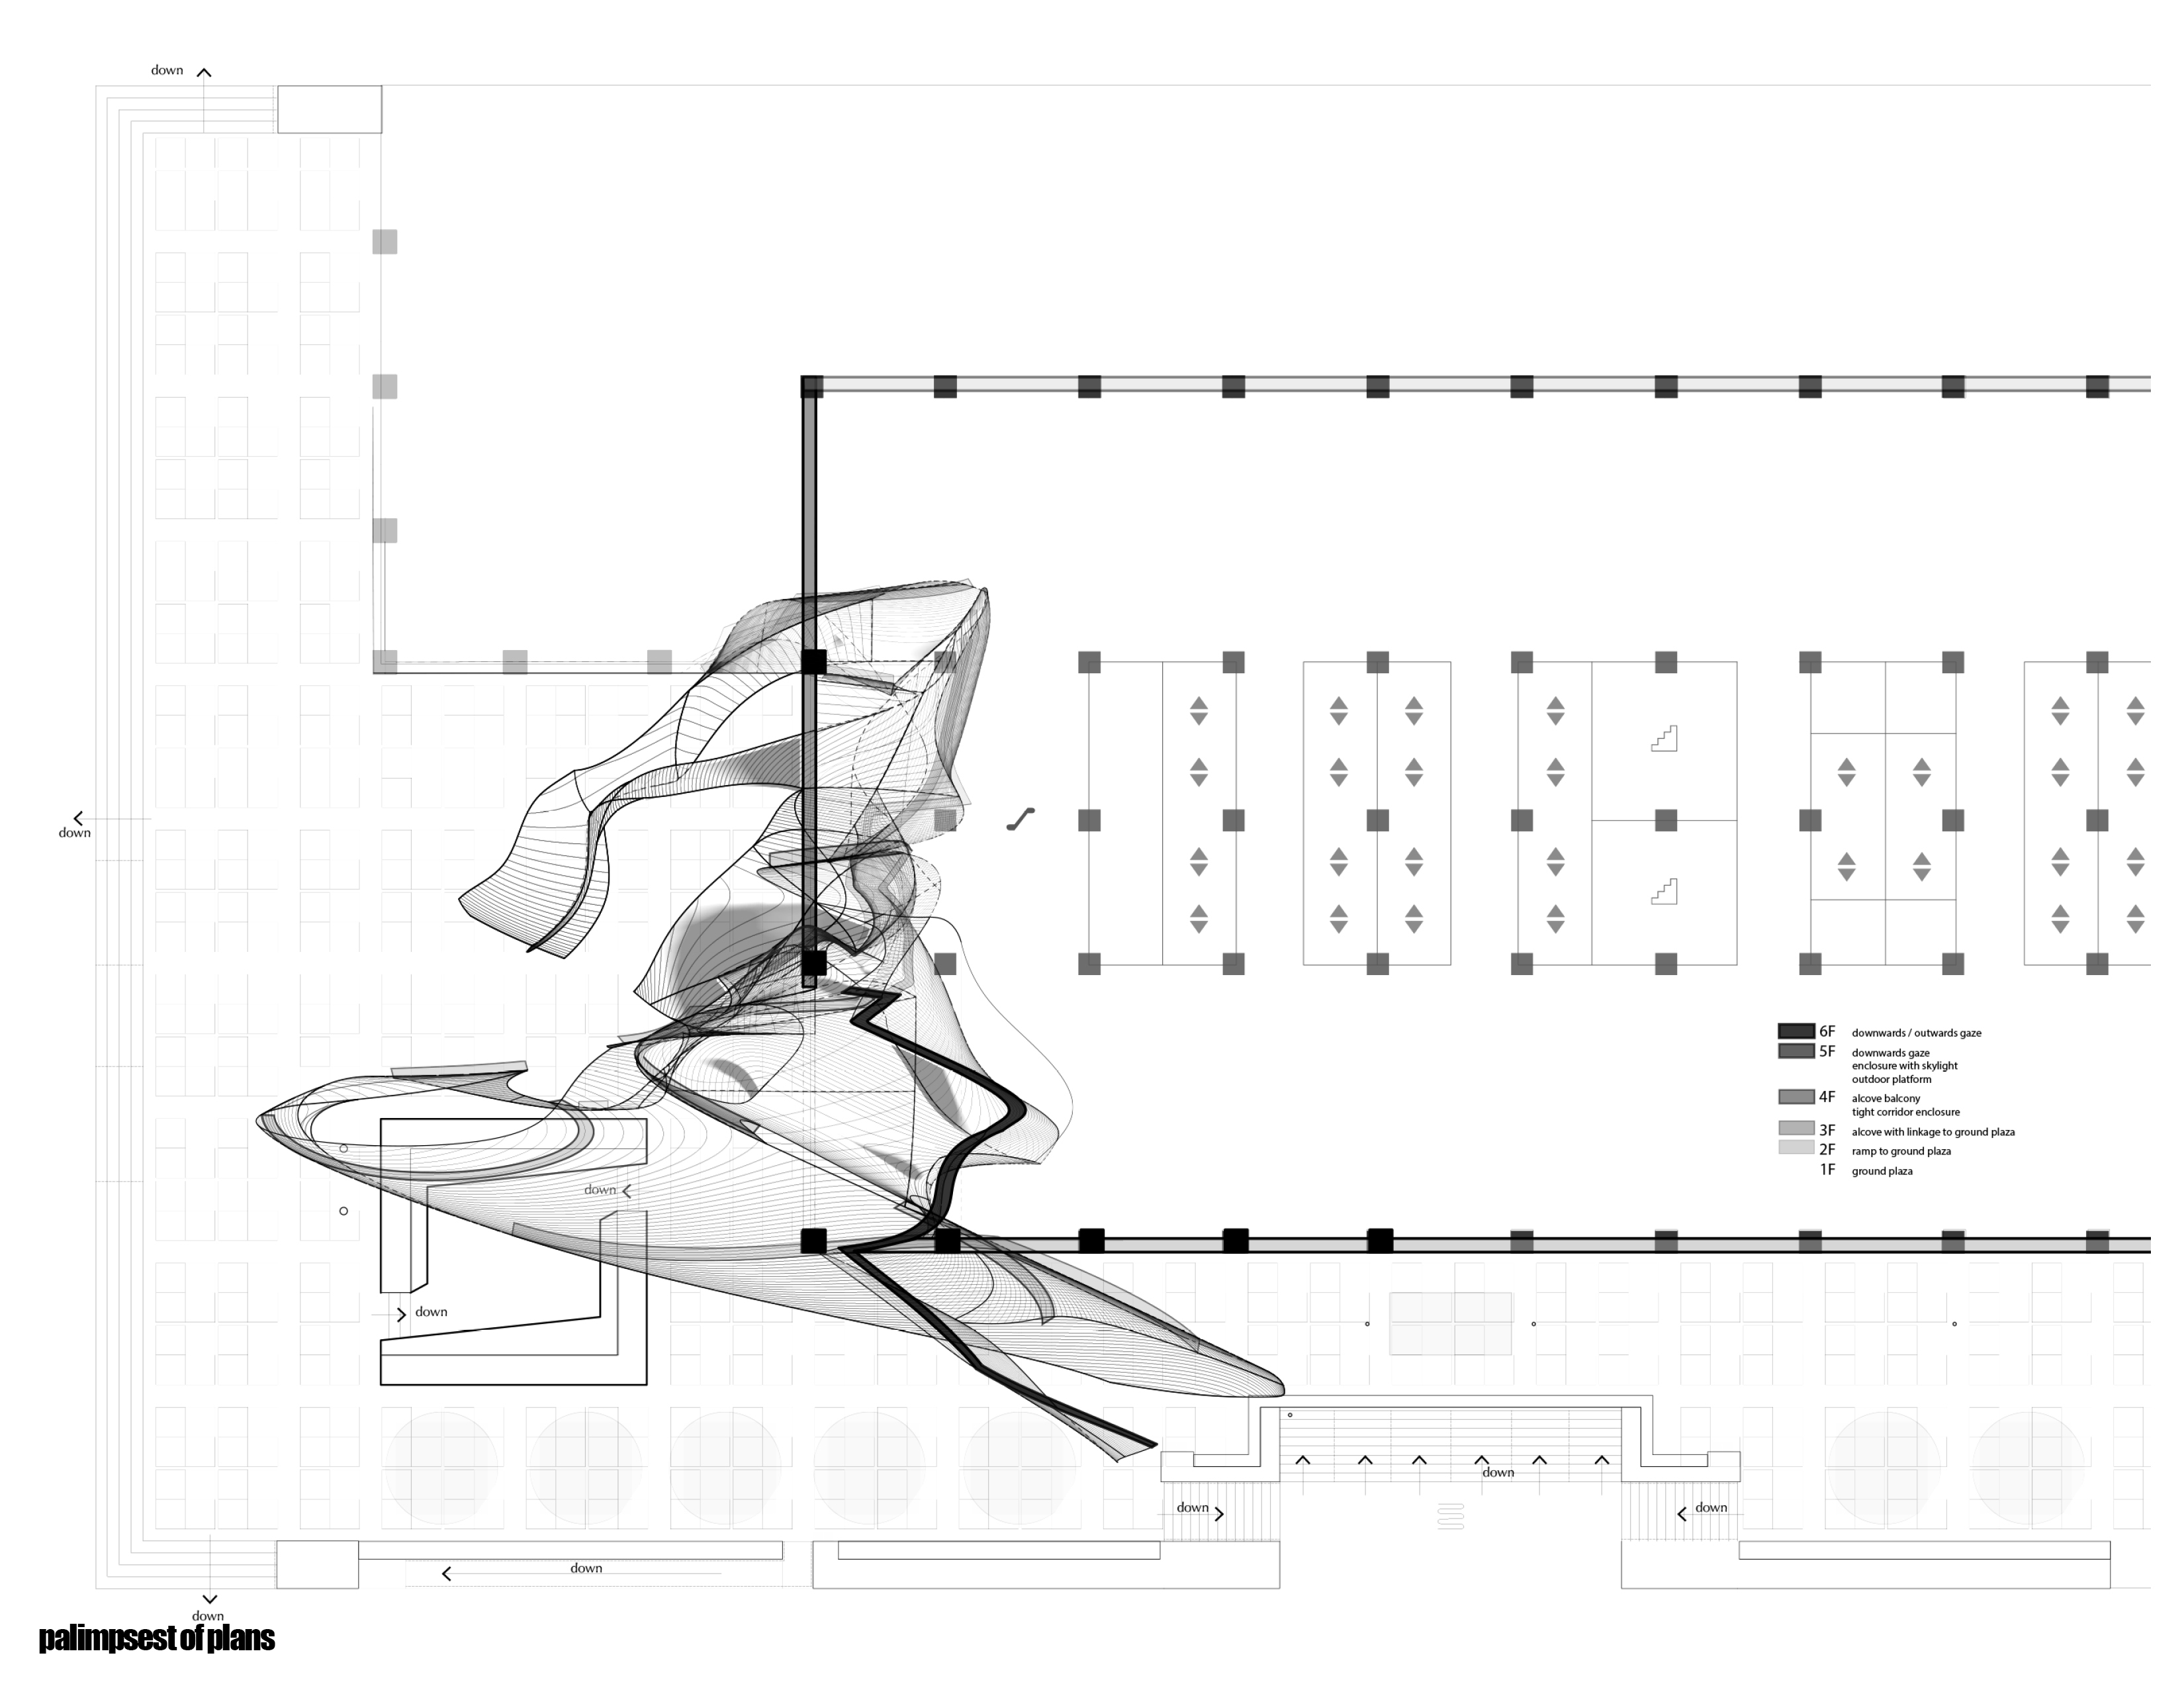 down
down
6F downwards / outwards gaze
5F downwards gaze
enclosure with skylight
outdoor platform
4F alcove balcony
tight corridor enclosure
3F alcove with linkage to ground plaza
2F ramp to ground plaza
1F ground plaza
down
down
down
down
down
down
down
palimpsest of plans